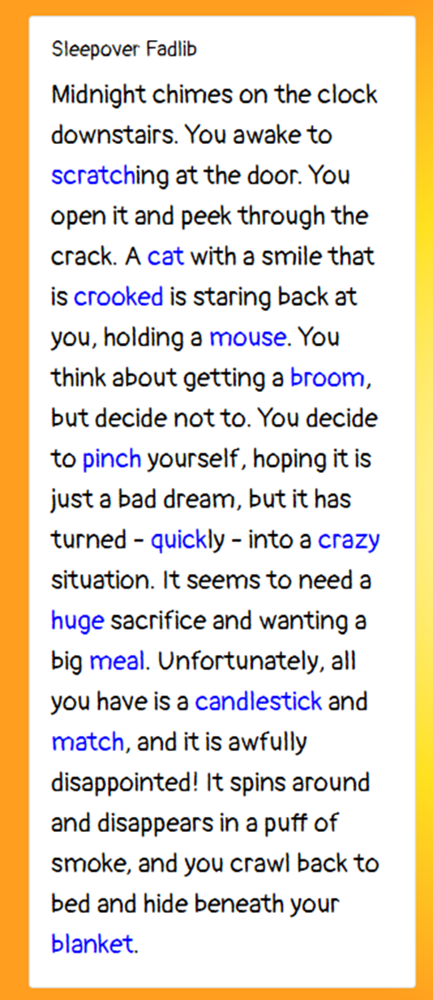 Sleepover Fadlib
Midnight chimes on the clock
downstairs. You awake to
scratching at the door. You
open it and peek through the
crack. A cat with a smile that
is crooked is staring back at
you, holding a mouse. You
think about getting a broom,
but decide not to. You decide
to pinch yourself, hoping it is
just a bad dream, but it has
turned - quickly - into a crazy
situation. It seems to need a
huge sacrifice and wanting a
big meal. Unfortunately, all
you have is a candlestick and
match, and it is awfully
disappointed! It spins around
and disappears in a puff of
smoke, and you crawl back to
bed and hide beneath your
blanket.